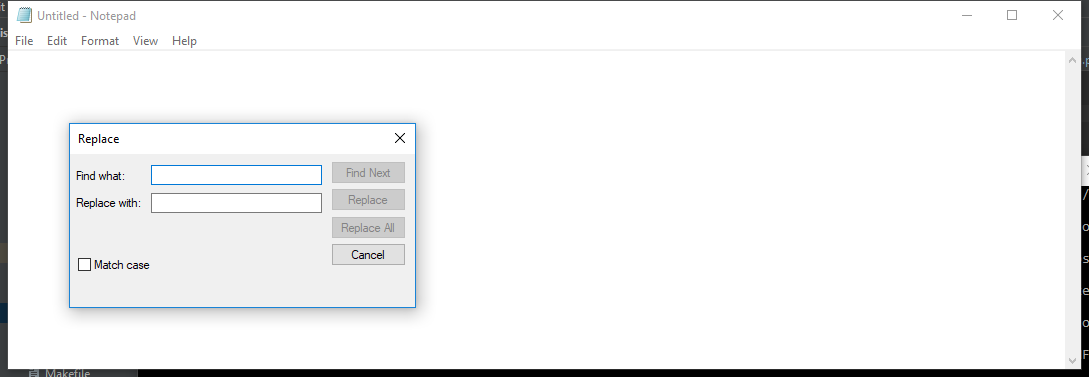 Untitled - Notepad
File Edit Format View Help
Replace
Find what:
Find Next
Replace with:
Replace
Replace All
Cancel
Match case
Makefile